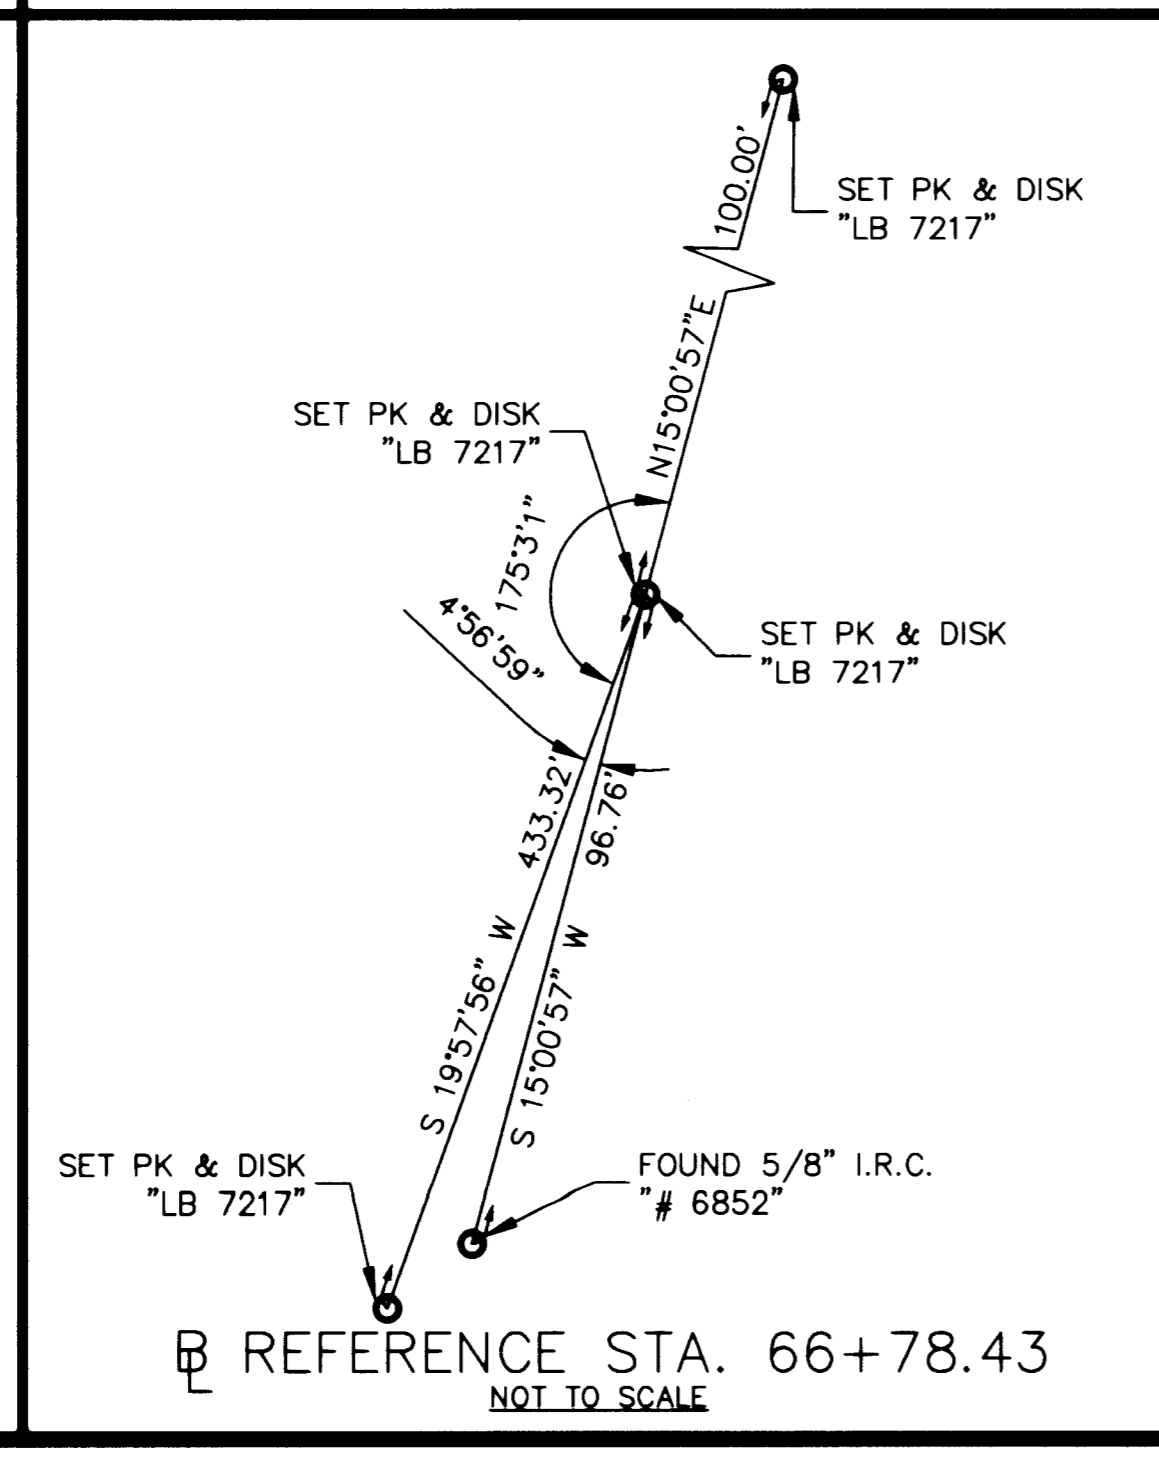 100.00'
SET PK & DISK
"LB 7217"
N15°00'57"E
SET PK & DISK
"LB 7217"
175°3'1"
4°56'59"
SET PK & DISK
"LB 7217"
433.32'
96.76'
S 19°57'56" W
S 15°00'57" W
SET PK & DISK
"LB 7217"
FOUND 5/8" I.R.C.
"# 6852"
BL REFERENCE STA. 66+78.43
NOT TO SCALE